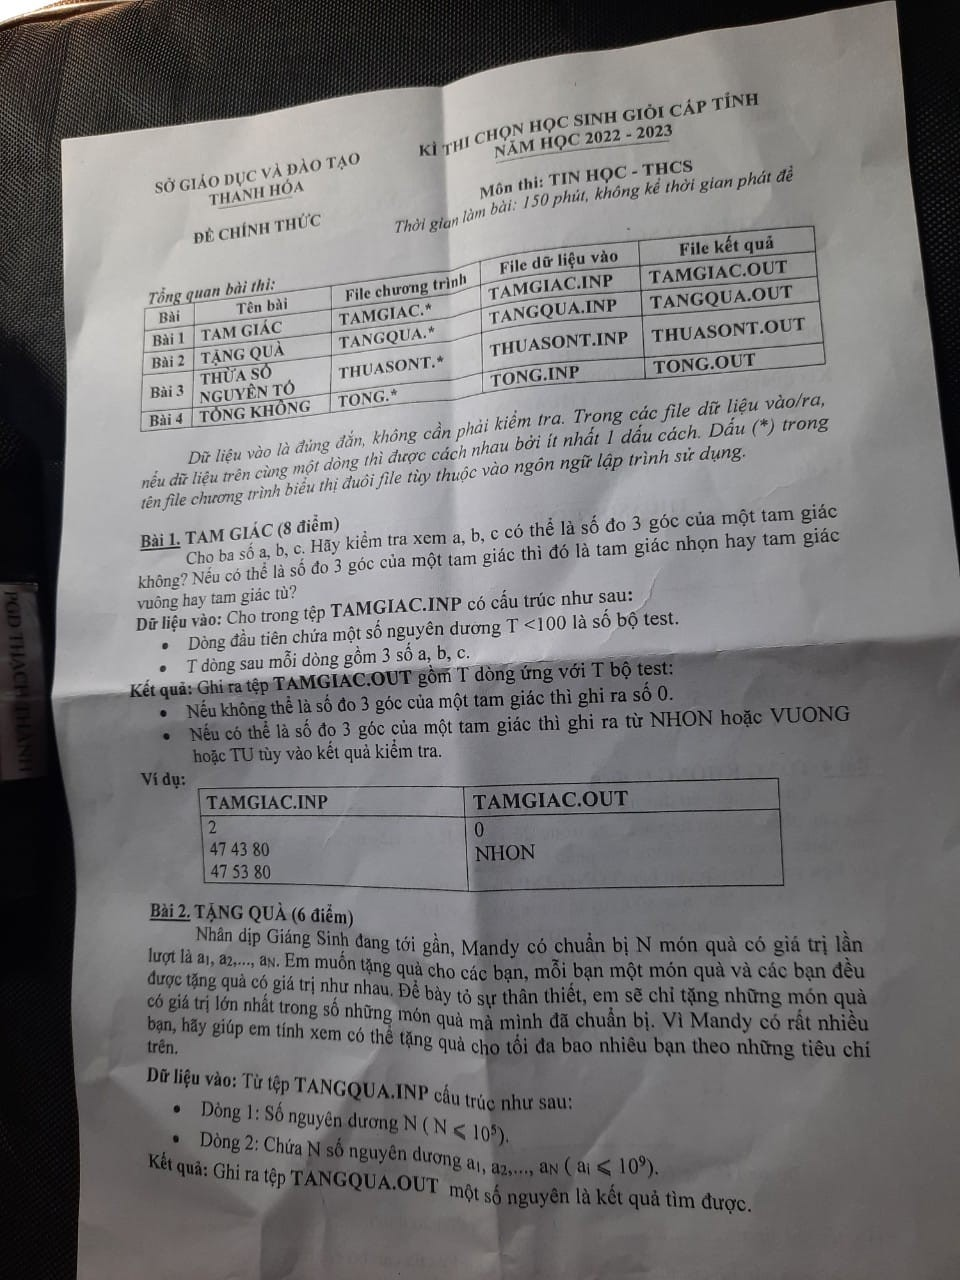 SỞ GIÁO DỤC VÀ ĐÀO TẠO
THANH HÓA
ĐỀ CHÍNH THỨC
KÌ THI CHỌN HỌC SINH GIỎI CẤP TỈNH
NĂM HỌC 2022 - 2023
Môn thi: TIN HỌC - THCS
Thời gian làm bài: 150 phút, không kể thời gian phát đề
Tổng quan bài thi:
Bài Tên bài File chương trình File dữ liệu vào File kết quả
Bài 1 TAM GIÁC TAMGIAC.* TAMGIAC.INP TAMGIAC.OUT
Bài 2 TẶNG QUÀ TANGQUA.* TANGQUA.INP TANGQUA.OUT
Bài 3 THỪA SỐ NGUYÊN TỐ THUASONT.* THUASONT.INP THUASONT.OUT
Bài 4 TỔNG KHÔNG TONG.* TONG.INP TONG.OUT
Dữ liệu vào là đúng đắn, không cần phải kiểm tra. Trong các file dữ liệu vào/ra,
nếu dữ liệu trên cùng một dòng thì được cách nhau bởi ít nhất 1 dấu cách. Dấu (*) trong
tên file chương trình biểu thị đuôi file tùy thuộc vào ngôn ngữ lập trình sử dụng.
Bài 1. TAM GIÁC (8 điểm)
Cho ba số a, b, c. Hãy kiểm tra xem a, b, c có thể là số đo 3 góc của một tam giác
không? Nếu có thể là số đo 3 góc của một tam giác thì đó là tam giác nhọn hay tam giác
vuông hay tam giác tù?
Dữ liệu vào: Cho trong tệp TAMGIAC.INP có cấu trúc như sau:
• Dòng đầu tiên chứa một số nguyên dương T <100 là số bộ test.
• T dòng sau mỗi dòng gồm 3 số a, b, c.
Kết quả: Ghi ra tệp TAMGIAC.OUT gồm T dòng ứng với T bộ test:
• Nếu không thể là số đo 3 góc của một tam giác thì ghi ra số 0.
• Nếu có thể là số đo 3 góc của một tam giác thì ghi ra từ NHON hoặc VUONG
hoặc TU tùy vào kết quả kiểm tra.
Ví dụ:
TAMGIAC.INP TAMGIAC.OUT
2 0
47 43 80 NHON
47 53 80
Bài 2. TẶNG QUÀ (6 điểm)
Nhân dịp Giáng Sinh đang tới gần, Mandy có chuẩn bị N món quà có giá trị lần
lượt là a₁, a₂,..., aN. Em muốn tặng quà cho các bạn, mỗi bạn một món quà và các bạn đều
được tặng quà có giá trị như nhau. Để bày tỏ sự thân thiết, em sẽ chỉ tặng những món quà
có giá trị lớn nhất trong số những món quà mà mình đã chuẩn bị. Vì Mandy có rất nhiều
bạn, hãy giúp em tính xem có thể tặng quà cho tối đa bao nhiêu bạn theo những tiêu chí
trên.
Dữ liệu vào: Từ tệp TANGQUA.INP cấu trúc như sau:
• Dòng 1: Số nguyên dương N ( N ⩽ 10⁵).
• Dòng 2: Chứa N số nguyên dương a₁, a₂,..., aN ( aᵢ ⩽ 10⁹).
Kết quả: Ghi ra tệp TANGQUA.OUT một số nguyên là kết quả tìm được.
PGD THẠCH THÀNH